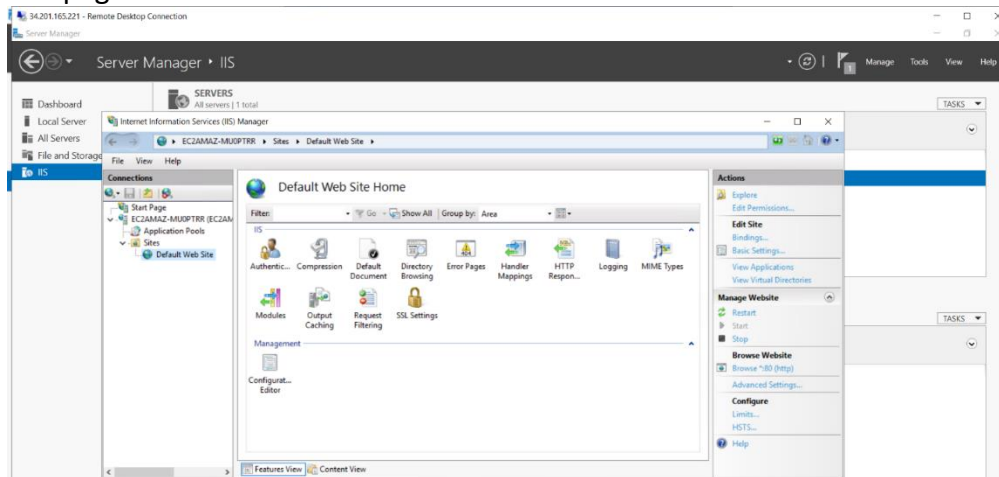 34.201.165.221 - Remote Desktop Connection
Server Manager
Server Manager ‣ IIS
1
Manage Tools View Help
Dashboard
Local Server
All Servers
File and Storage
IIS
SERVERS
All servers | 1 total
TASKS
Internet Information Services (IIS) Manager
EC2AMAZ-MU0PTRR ‣ Sites ‣ Default Web Site ‣
File View Help
Connections
Start Page
EC2AMAZ-MU0PTRR (EC2AM
Application Pools
Sites
Default Web Site
Default Web Site Home
Filter: Go Show All Group by: Area
IIS
Authentic... Compression Default Document Directory Browsing Error Pages Handler Mappings HTTP Respon... Logging MIME Types
Modules Output Caching Request Filtering SSL Settings
Management
Configurat... Editor
Features View Content View
Actions
Explore
Edit Permissions...
Edit Site
Bindings...
Basic Settings...
View Applications
View Virtual Directories
Manage Website
Restart
Start
Stop
Browse Website
Browse *:80 (http)
Advanced Settings...
Configure
Limits...
HSTS...
Help
TASKS